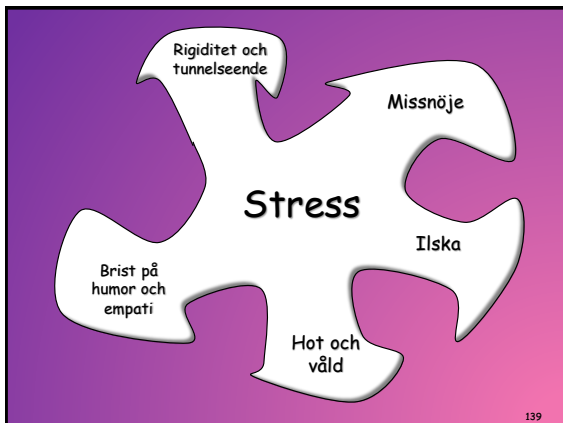 Rigiditet och
tunnelseende
Missnöje
Stress
Ilska
Brist på
humor och
empati
Hot och
våld
139